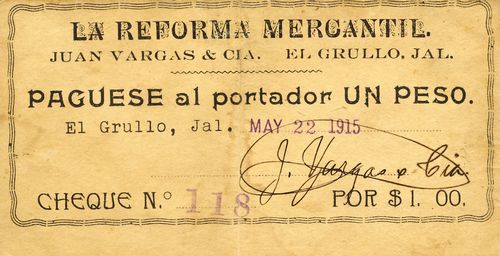 LA REFORMA MERCANTIL.
JUAN VARGAS & CIA. EL GRULLO, JAL.
PAGUESE al portador UN PESO.
El Grullo, Jal. MAY 22 1915
J. Vargas & Cia.
CHEQUE N.º 118 POR $1.00.